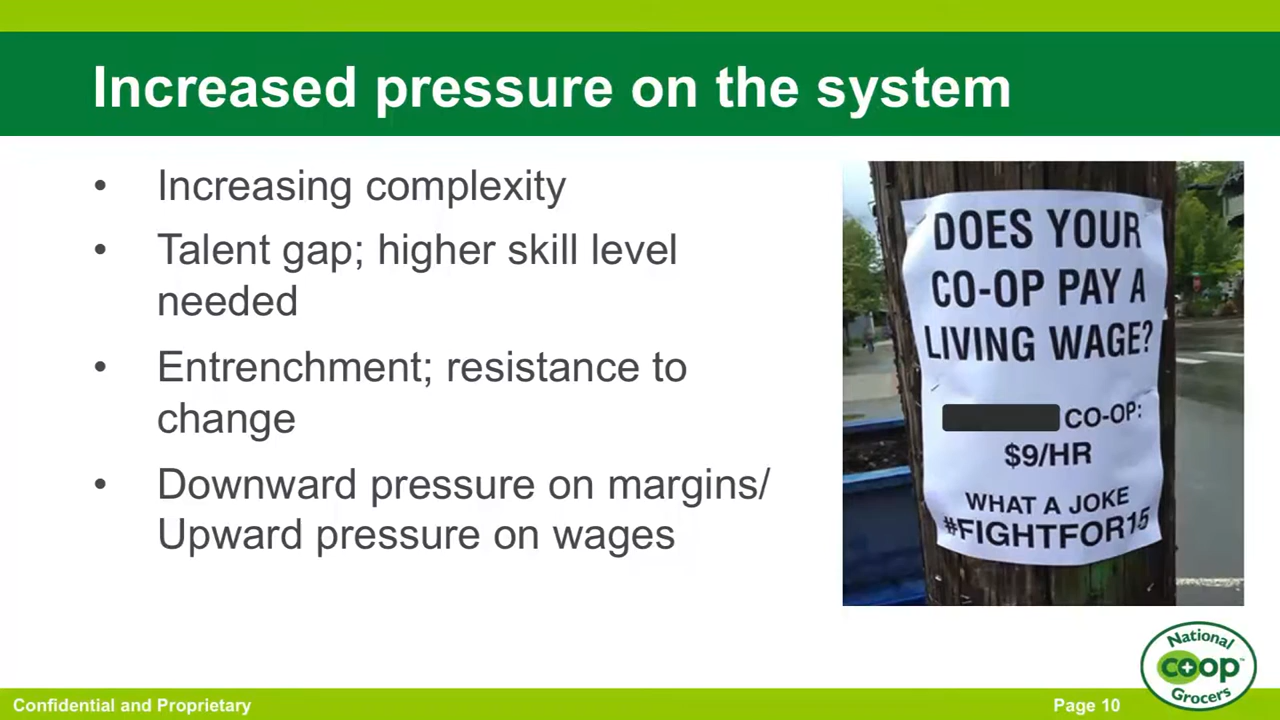 Increased pressure on the system
• Increasing complexity
• Talent gap; higher skill level
needed
• Entrenchment; resistance to
change
• Downward pressure on margins/
Upward pressure on wages
DOES YOUR
CO-OP PAY A
LIVING WAGE?
CO-OP:
$9/HR
WHAT A JOKE
#FIGHTFOR15
National
co+op™
Grocers
Confidential and Proprietary
Page 10